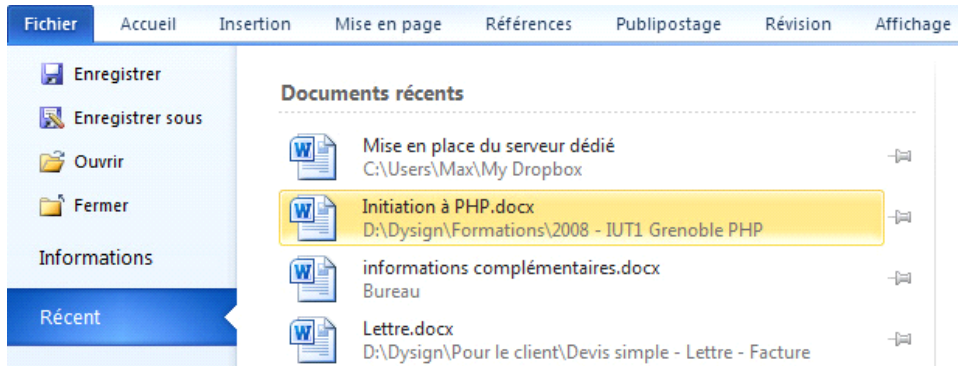 Fichier Accueil Insertion Mise en page Références Publipostage Révision Affichage
Enregistrer
Enregistrer sous
Ouvrir
Fermer
Informations
Récent
Documents récents
Mise en place du serveur dédié
C:\Users\Max\My Dropbox
Initiation à PHP.docx
D:\Dysign\Formations\2008 - IUT1 Grenoble PHP
informations complémentaires.docx
Bureau
Lettre.docx
D:\Dysign\Pour le client\Devis simple - Lettre - Facture